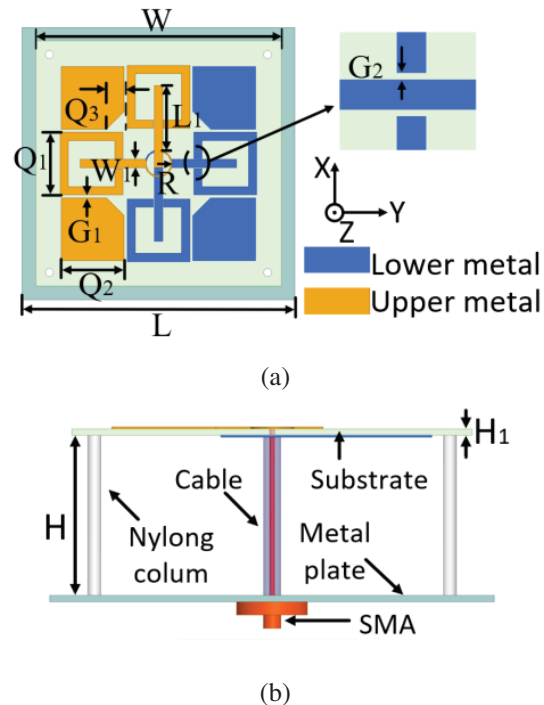 W
Q3
L1
G2
Q1
W1
R
G1
Q2
L
X
Y
Z
Lower metal
Upper metal
(a)
H1
Cable
Substrate
H
Nylong
colum
Metal
plate
SMA
(b)